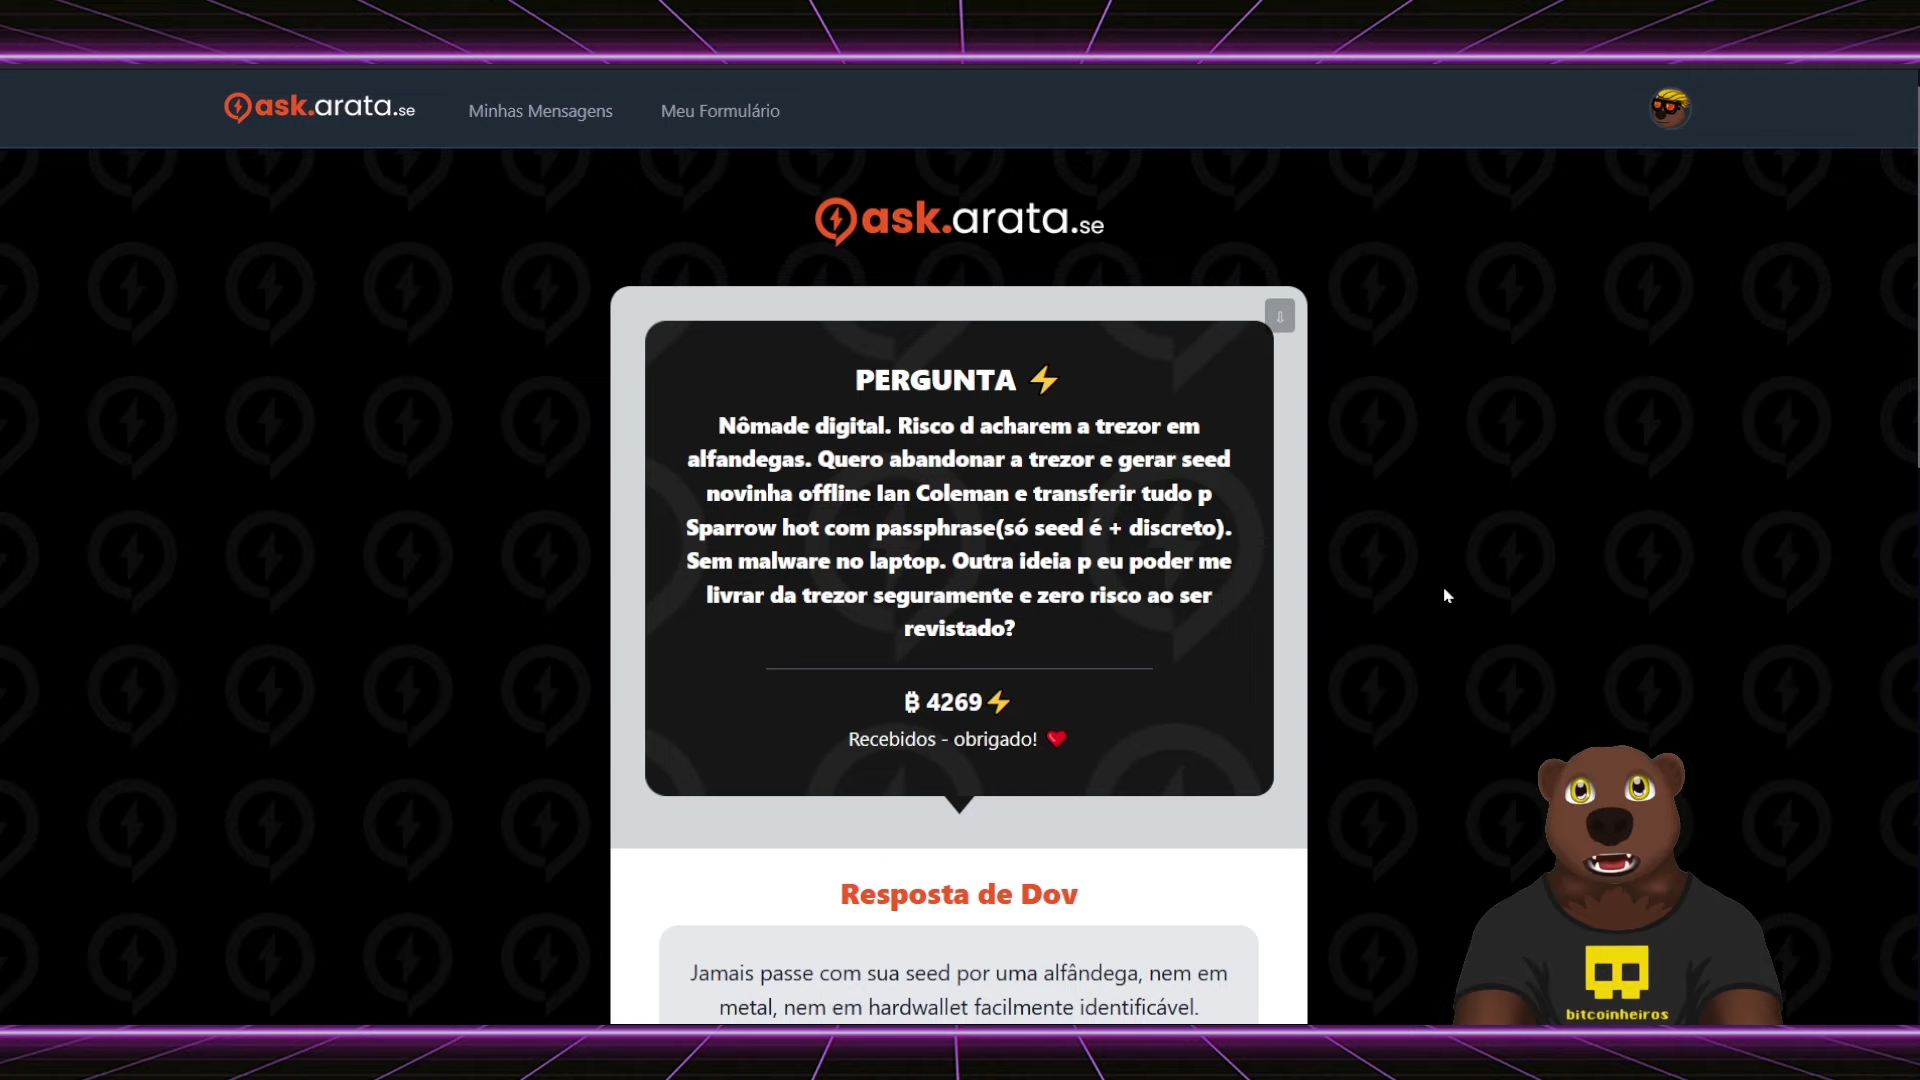 ask.arata.se
Minhas Mensagens
Meu Formulário
ask.arata.se
PERGUNTA ⚡
Nômade digital. Risco d acharem a trezor em
alfandegas. Quero abandonar a trezor e gerar seed
novinha offline Ian Coleman e transferir tudo p
Sparrow hot com passphrase(só seed é + discreto).
Sem malware no laptop. Outra ideia p eu poder me
livrar da trezor seguramente e zero risco ao ser
revistado?
₿ 4269⚡
Recebidos - obrigado! ❤️
Resposta de Dov
Jamais passe com sua seed por uma alfândega, nem em
metal, nem em hardwallet facilmente identificável.
bitcoinheiros